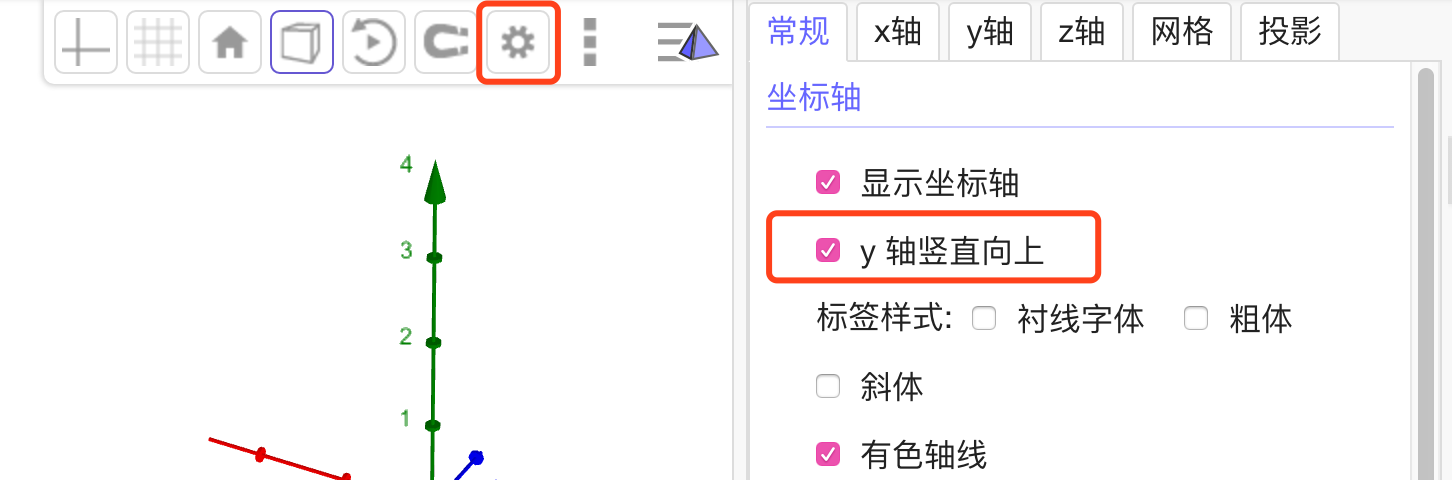 常规 x轴 y轴 z轴 网格 投影
坐标轴
显示坐标轴
y 轴竖直向上
标签样式: 衬线字体 粗体
斜体
有色轴线
4
3
2
1